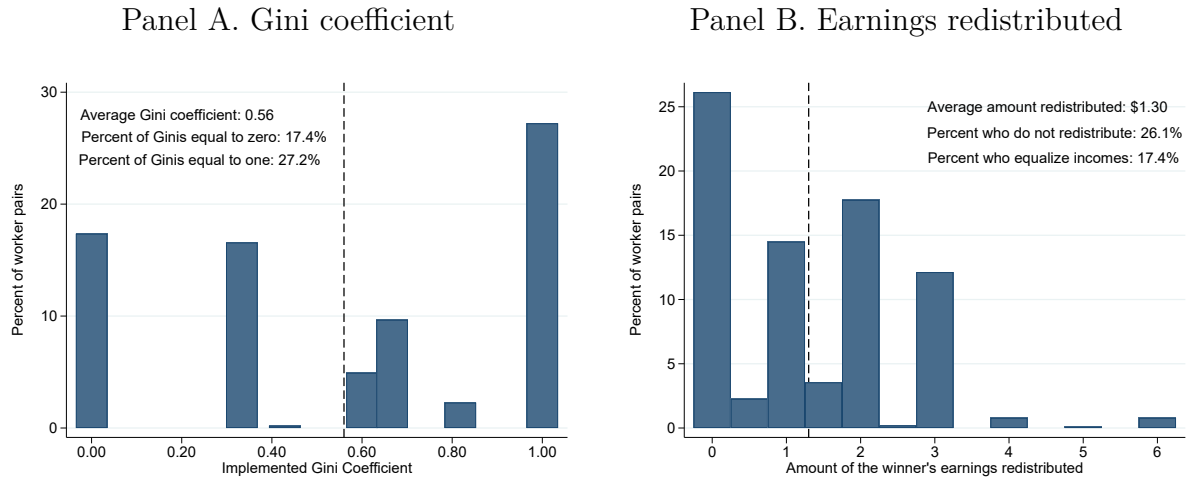 Panel A. Gini coefficient
30
20
10
0
Percent of worker pairs
Average Gini coefficient: 0.56
Percent of Ginis equal to zero: 17.4%
Percent of Ginis equal to one: 27.2%
0.00 0.20 0.40 0.60 0.80 1.00
Implemented Gini Coefficient
Panel B. Earnings redistributed
25
20
15
10
5
0
Percent of worker pairs
Average amount redistributed: $1.30
Percent who do not redistribute: 26.1%
Percent who equalize incomes: 17.4%
0 1 2 3 4 5 6
Amount of the winner's earnings redistributed